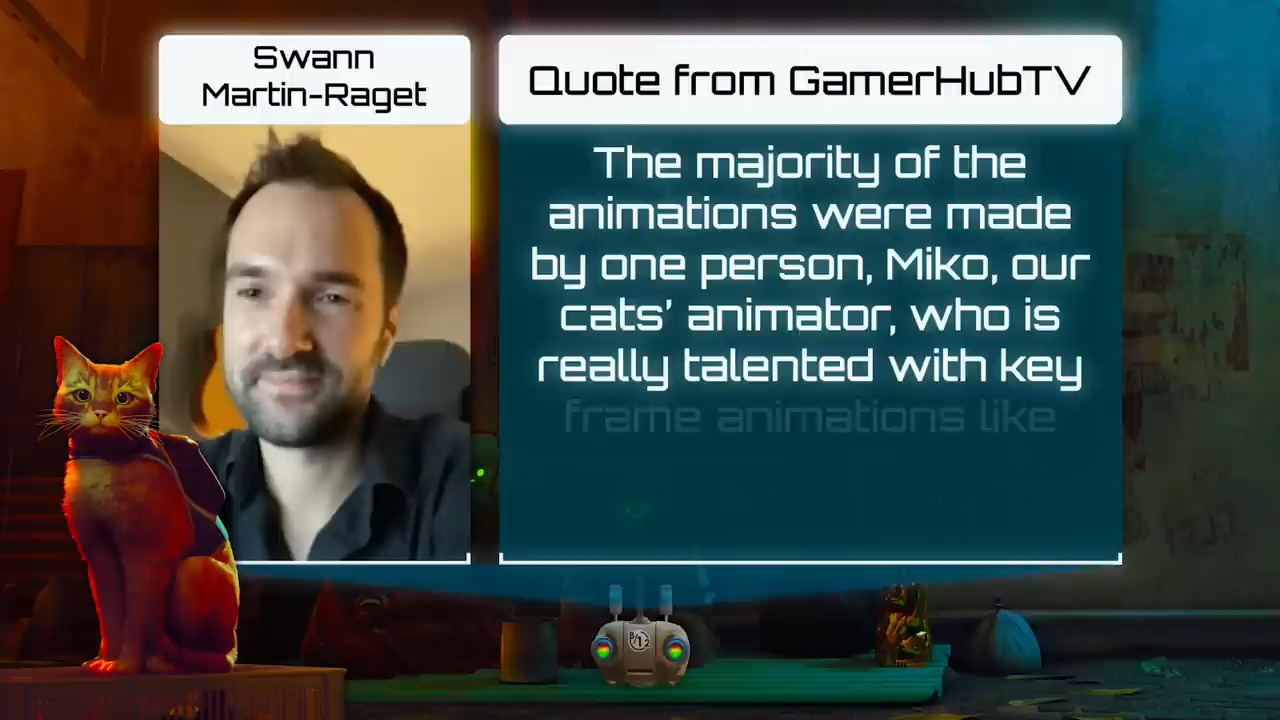 Swann
Martin-Raget
Quote from GamerHubTV
The majority of the
animations were made
by one person, Miko, our
cats’ animator, who is
really talented with key
frame animations like
B/12